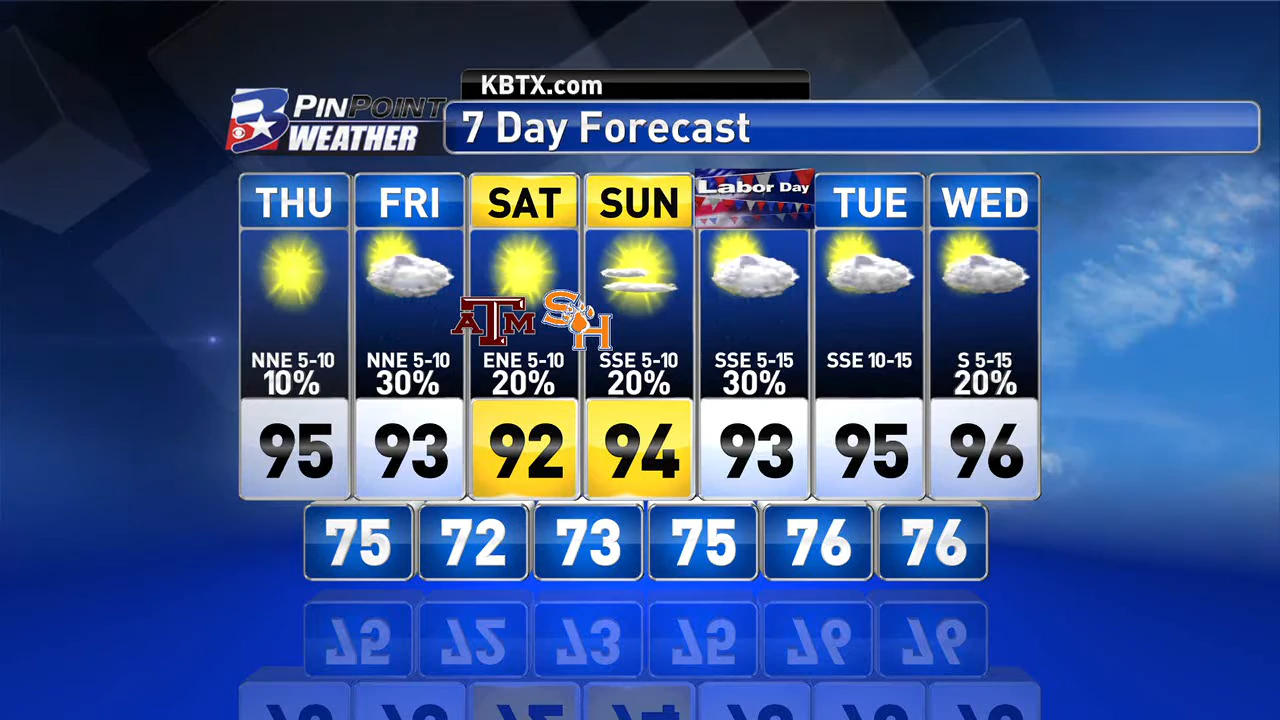 KBTX.com
3 PINPOINT
WEATHER
7 Day Forecast
THU FRI SAT SUN Labor Day TUE WED
ATM SH
NNE 5-10 NNE 5-10 ENE 5-10 SSE 5-10 SSE 5-15 SSE 10-15 S 5-15
10% 30% 20% 20% 30% 20%
95 93 92 94 93 95 96
75 72 73 75 76 76